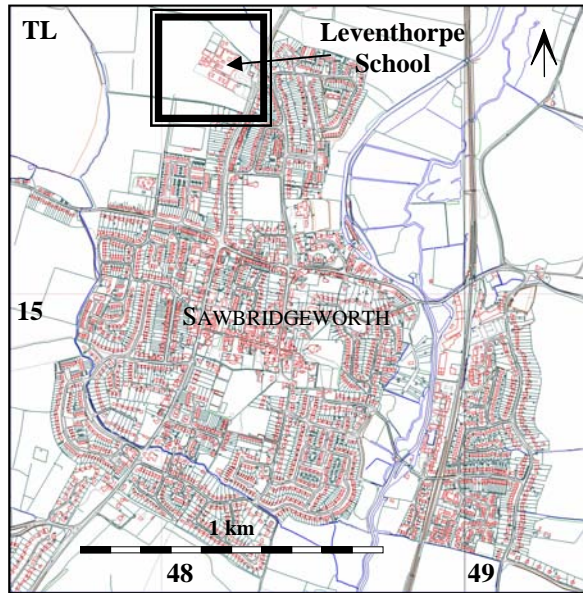 TL
Leventhorpe
School
15
SAWBRIDGEWORTH
1 km
48
49